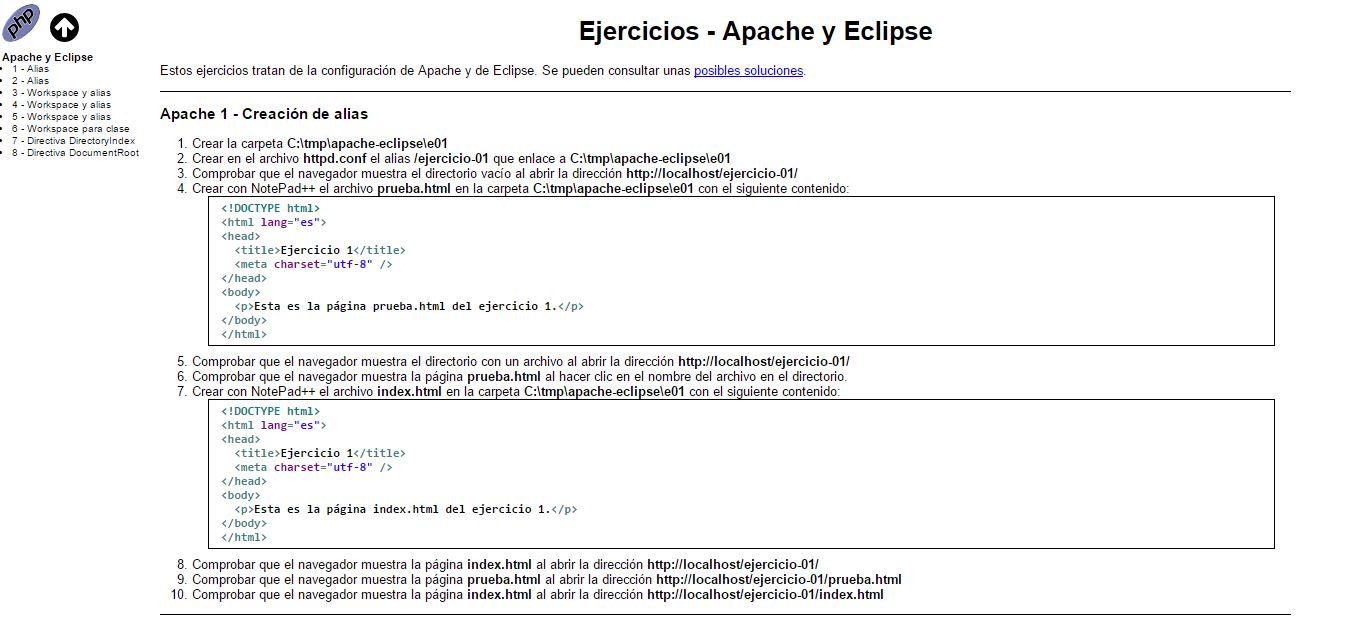 php
Apache y Eclipse
1 - Alias
2 - Alias
3 - Workspace y alias
4 - Workspace y alias
5 - Workspace y alias
6 - Workspace para clase
7 - Directiva DirectoryIndex
8 - Directiva DocumentRoot
Ejercicios - Apache y Eclipse
Estos ejercicios tratan de la configuración de Apache y de Eclipse. Se pueden consultar unas posibles soluciones.
Apache 1 - Creación de alias
1. Crear la carpeta C:\tmp\apache-eclipse\e01
2. Crear en el archivo httpd.conf el alias /ejercicio-01 que enlace a C:\tmp\apache-eclipse\e01
3. Comprobar que el navegador muestra el directorio vacío al abrir la dirección http://localhost/ejercicio-01/
4. Crear con NotePad++ el archivo prueba.html en la carpeta C:\tmp\apache-eclipse\e01 con el siguiente contenido:
<!DOCTYPE html>
<html lang="es">
<head>
  <title>Ejercicio 1</title>
  <meta charset="utf-8" />
</head>
<body>
  <p>Esta es la página prueba.html del ejercicio 1.</p>
</body>
</html>
5. Comprobar que el navegador muestra el directorio con un archivo al abrir la dirección http://localhost/ejercicio-01/
6. Comprobar que el navegador muestra la página prueba.html al hacer clic en el nombre del archivo en el directorio.
7. Crear con NotePad++ el archivo index.html en la carpeta C:\tmp\apache-eclipse\e01 con el siguiente contenido:
<!DOCTYPE html>
<html lang="es">
<head>
  <title>Ejercicio 1</title>
  <meta charset="utf-8" />
</head>
<body>
  <p>Esta es la página index.html del ejercicio 1.</p>
</body>
</html>
8. Comprobar que el navegador muestra la página index.html al abrir la dirección http://localhost/ejercicio-01/
9. Comprobar que el navegador muestra la página prueba.html al abrir la dirección http://localhost/ejercicio-01/prueba.html
10. Comprobar que el navegador muestra la página index.html al abrir la dirección http://localhost/ejercicio-01/index.html